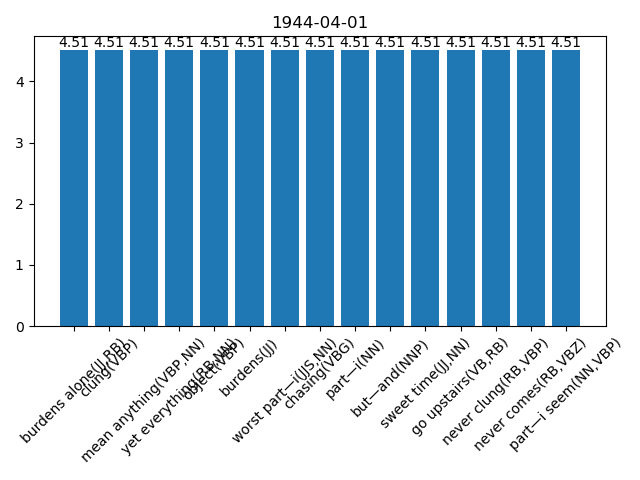 1944-04-01
4.51 4.51 4.51 4.51 4.51 4.51 4.51 4.51 4.51 4.51 4.51 4.51 4.51 4.51 4.51
4
3
2
1
0
burdens alone(JJ,RB)
clung(VBP)
mean anything(VBP,NN)
yet everything(RB,NN)
object(VBP)
burdens(JJ)
worst part—i(JJS,NN)
chasing(VBG)
part—i(NN)
but—and(NNP)
sweet time(JJ,NN)
go upstairs(VB,RB)
never clung(RB,VBP)
never comes(RB,VBZ)
part—i seem(NN,VBP)